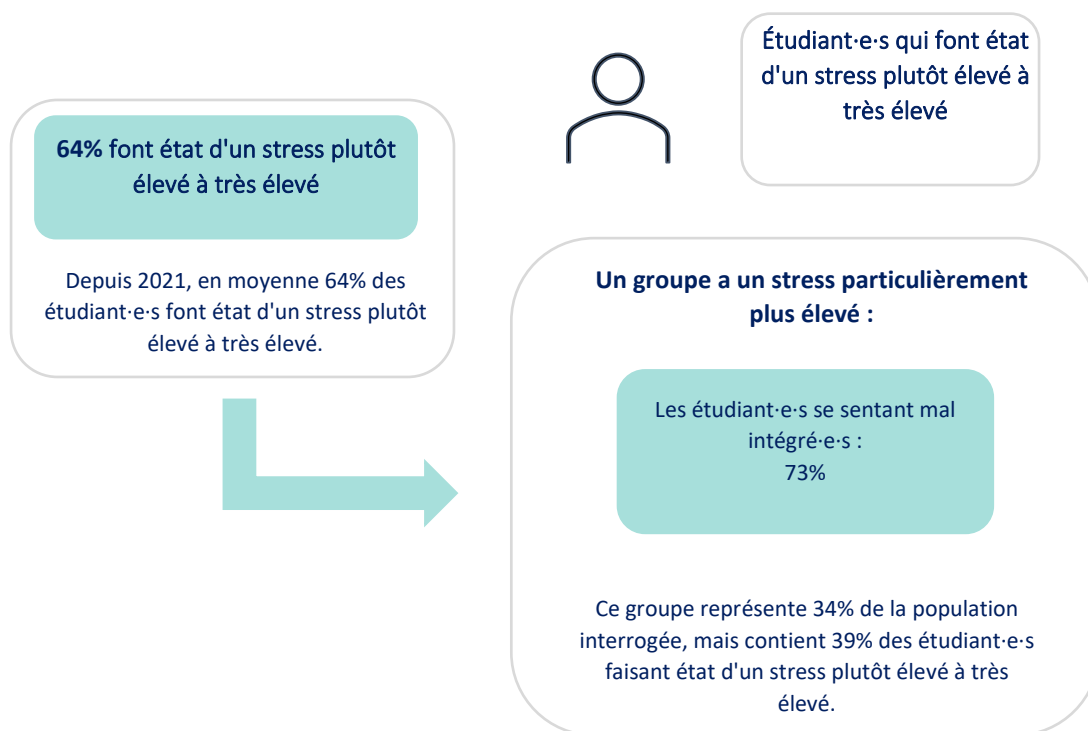 Étudiant·e·s qui font état
d'un stress plutôt élevé à
très élevé
64% font état d'un stress plutôt
élevé à très élevé
Depuis 2021, en moyenne 64% des
étudiant·e·s font état d'un stress plutôt
élevé à très élevé.
Un groupe a un stress particulièrement
plus élevé :
Les étudiant·e·s se sentant mal
intégré·e·s :
73%
Ce groupe représente 34% de la population
interrogée, mais contient 39% des étudiant·e·s
faisant état d'un stress plutôt élevé à très
élevé.